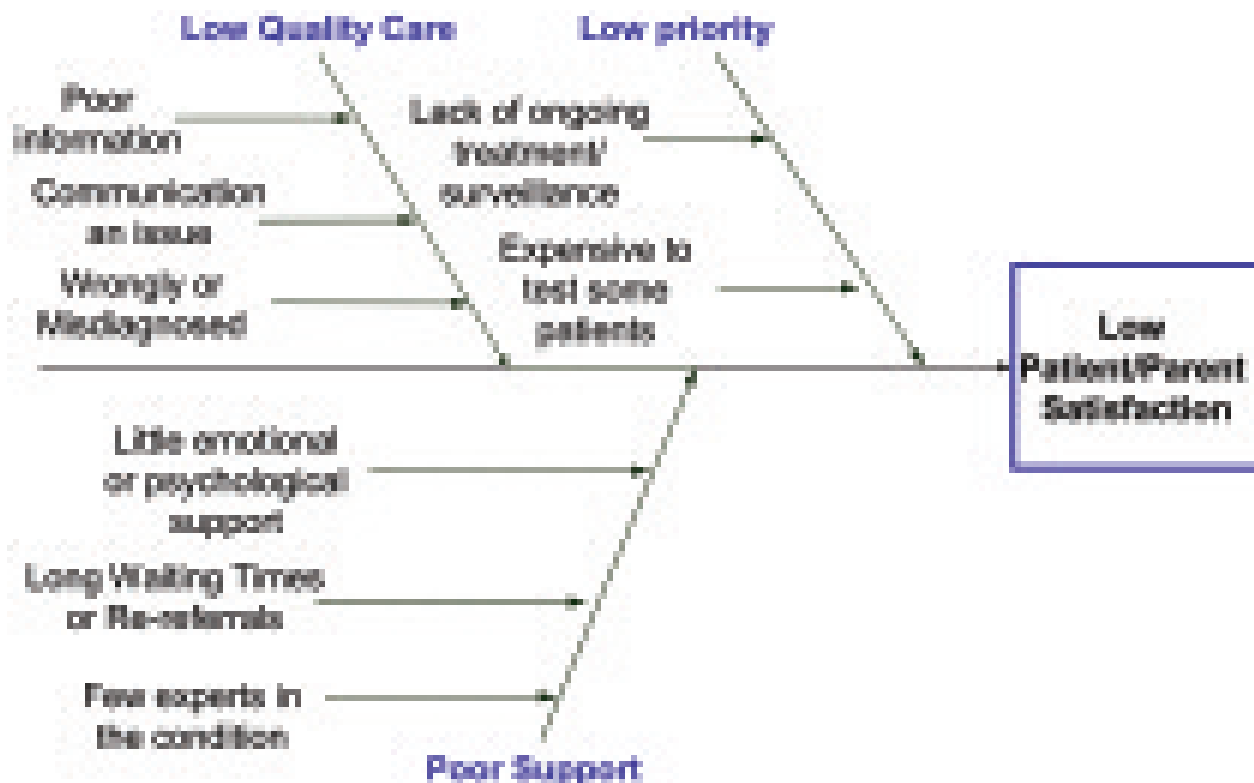 Low Quality Care
Low priority
Poor
information
Communication
an issue
Wrongly or
Misdiagnosed
Lack of ongoing
treatment/
surveillance
Expensive to
test some
patients
Low
Patient/Parent
Satisfaction
Little emotional
or psychological
support
Long Waiting Times
or Re-referrals
Few experts in
the condition
Poor Support